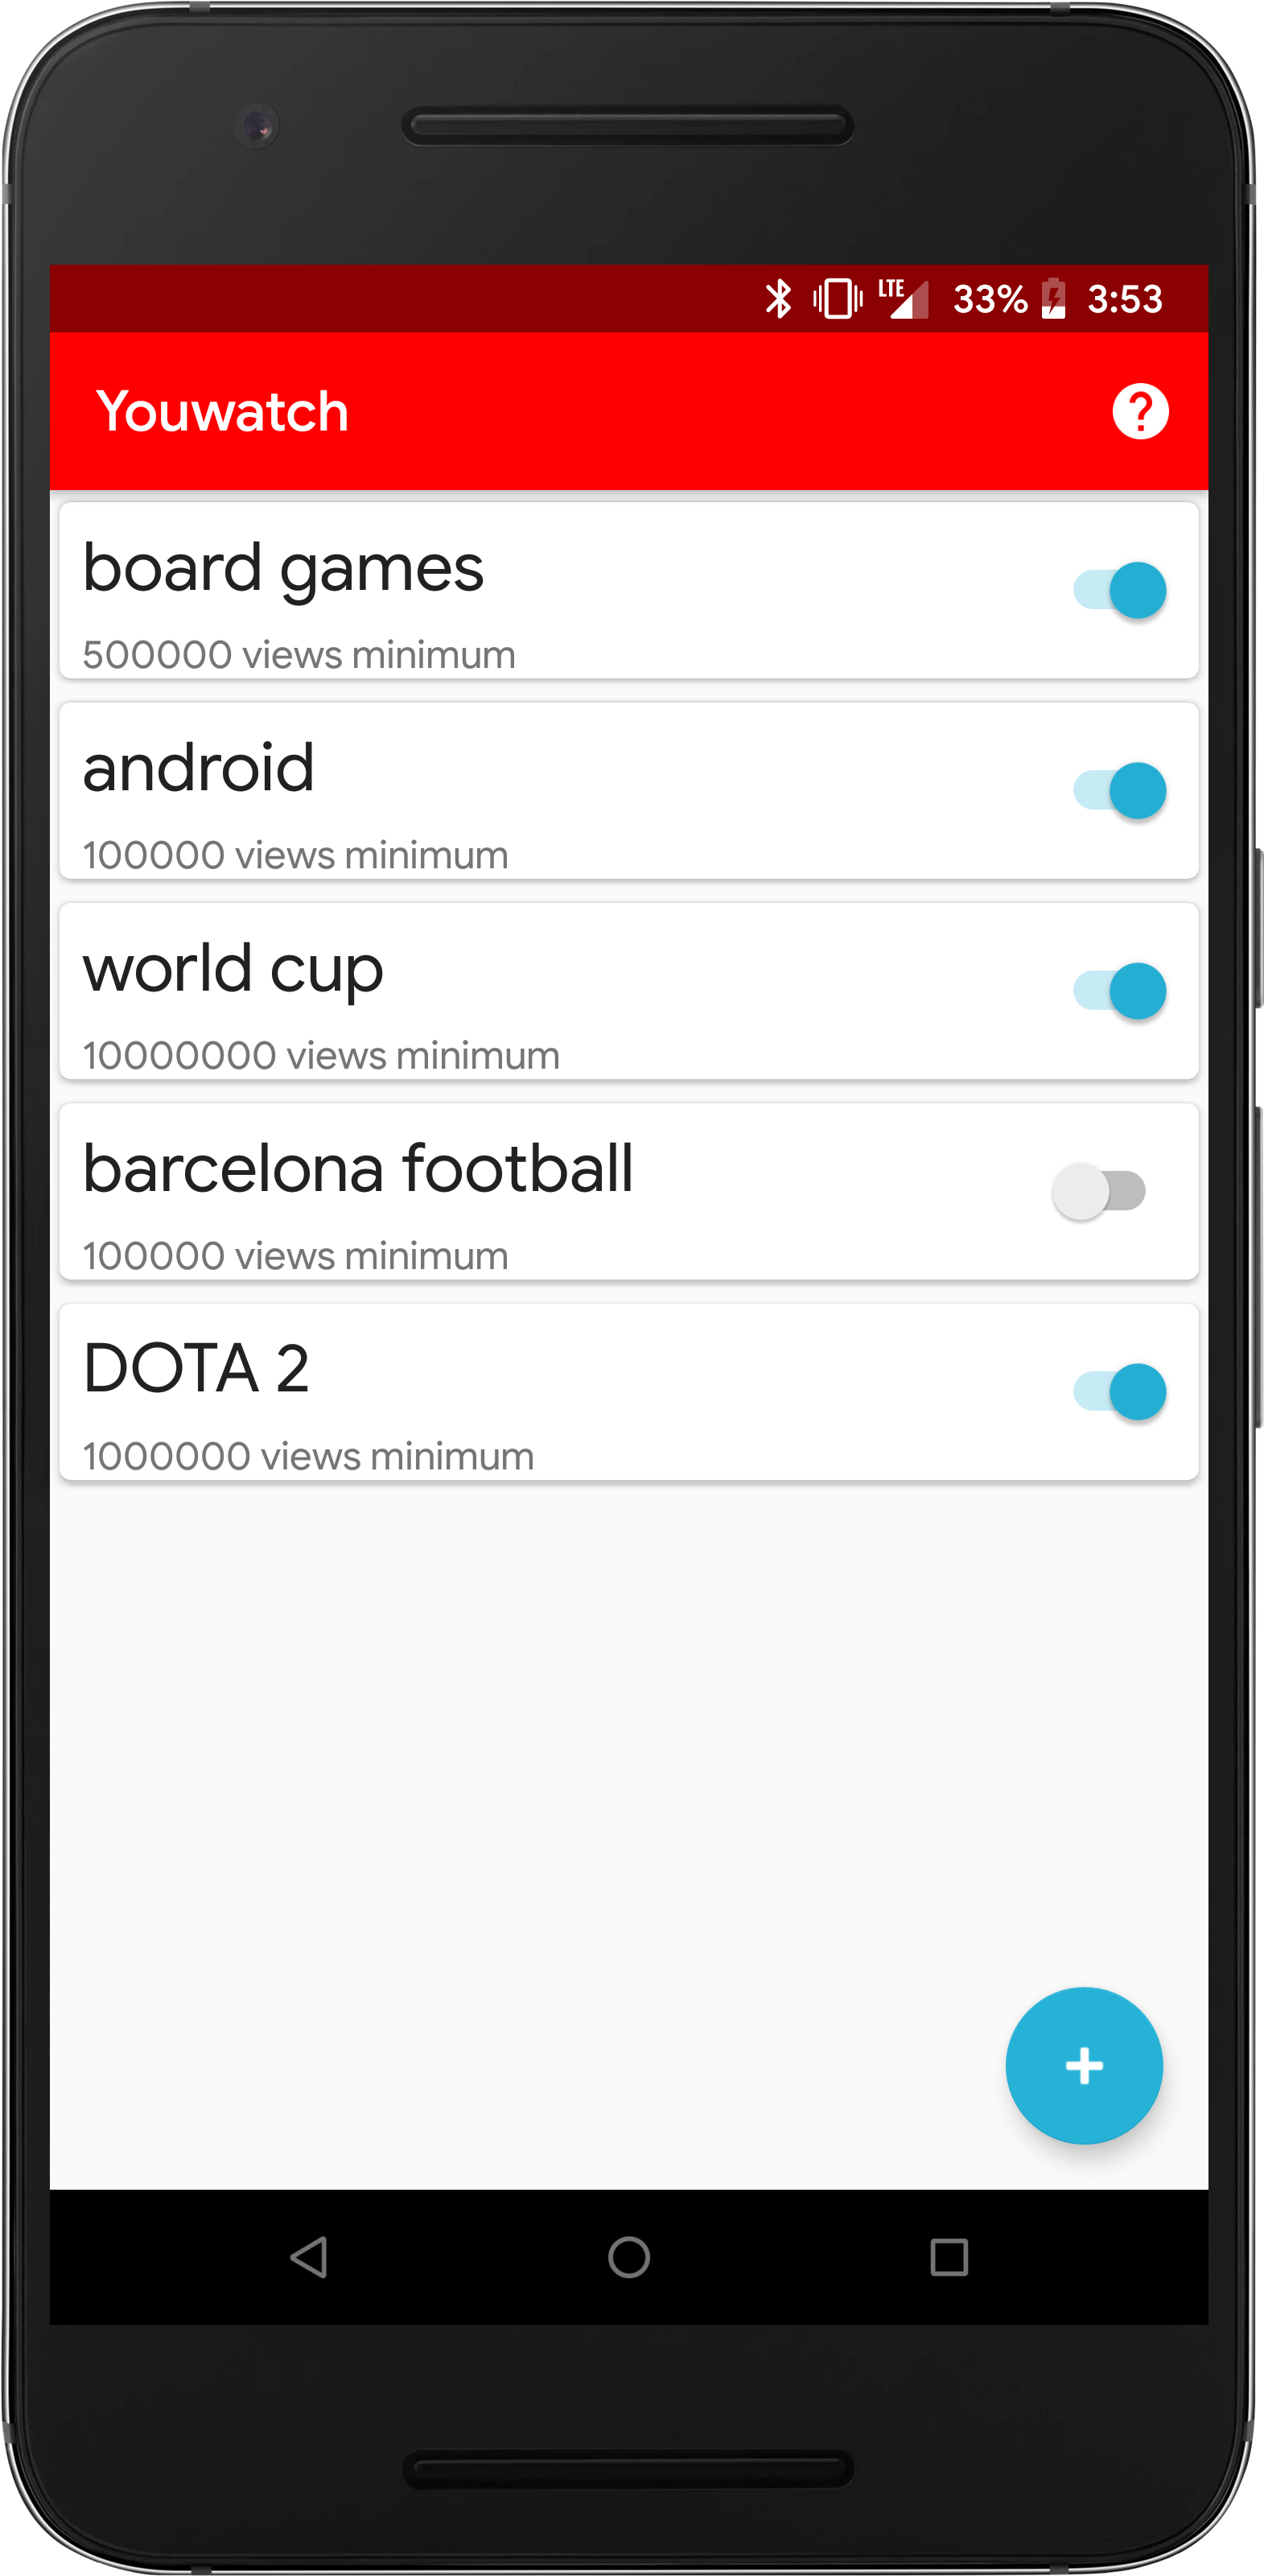 LTE 33% 3:53
Youwatch
board games
500000 views minimum
android
100000 views minimum
world cup
10000000 views minimum
barcelona football
100000 views minimum
DOTA 2
1000000 views minimum